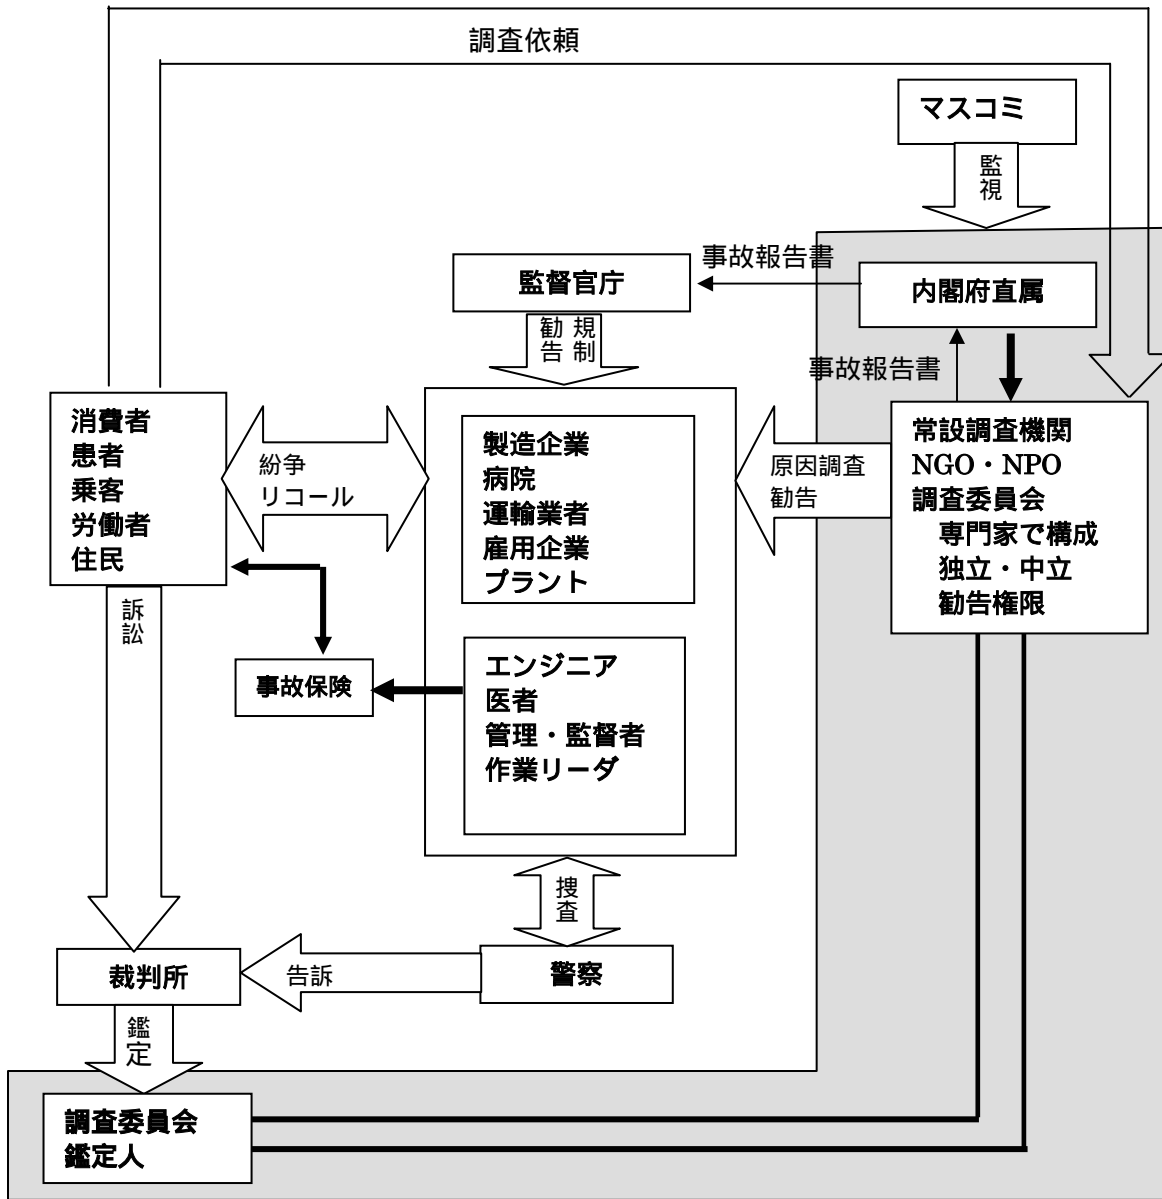 調査依頼
マスコミ
監視
事故報告書
監督官庁
内閣府直属
勧告 規制
事故報告書
消費者
患者
乗客
労働者
住民
紛争
リコール
製造企業
病院
運輸業者
雇用企業
プラント
原因調査
勧告
常設調査機関
NGO・NPO
調査委員会
専門家で構成
独立・中立
勧告権限
訴訟
事故保険
エンジニア
医者
管理・監督者
作業リーダ
捜査
裁判所
告訴
警察
鑑定
調査委員会
鑑定人